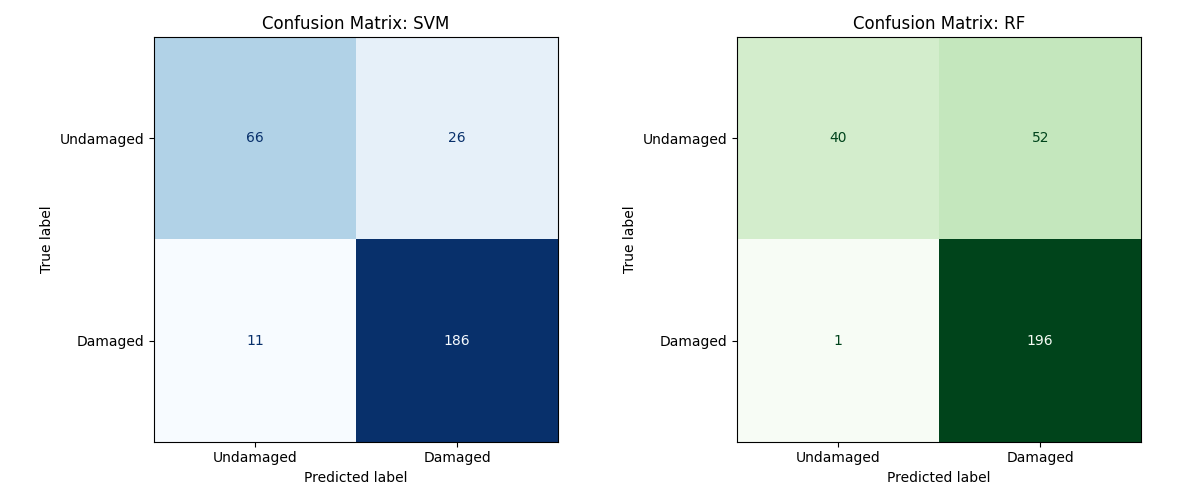 Confusion Matrix: SVM
Undamaged
66
26
Damaged
11
186
True label
Undamaged
Damaged
Predicted label
Confusion Matrix: RF
Undamaged
40
52
Damaged
1
196
True label
Undamaged
Damaged
Predicted label